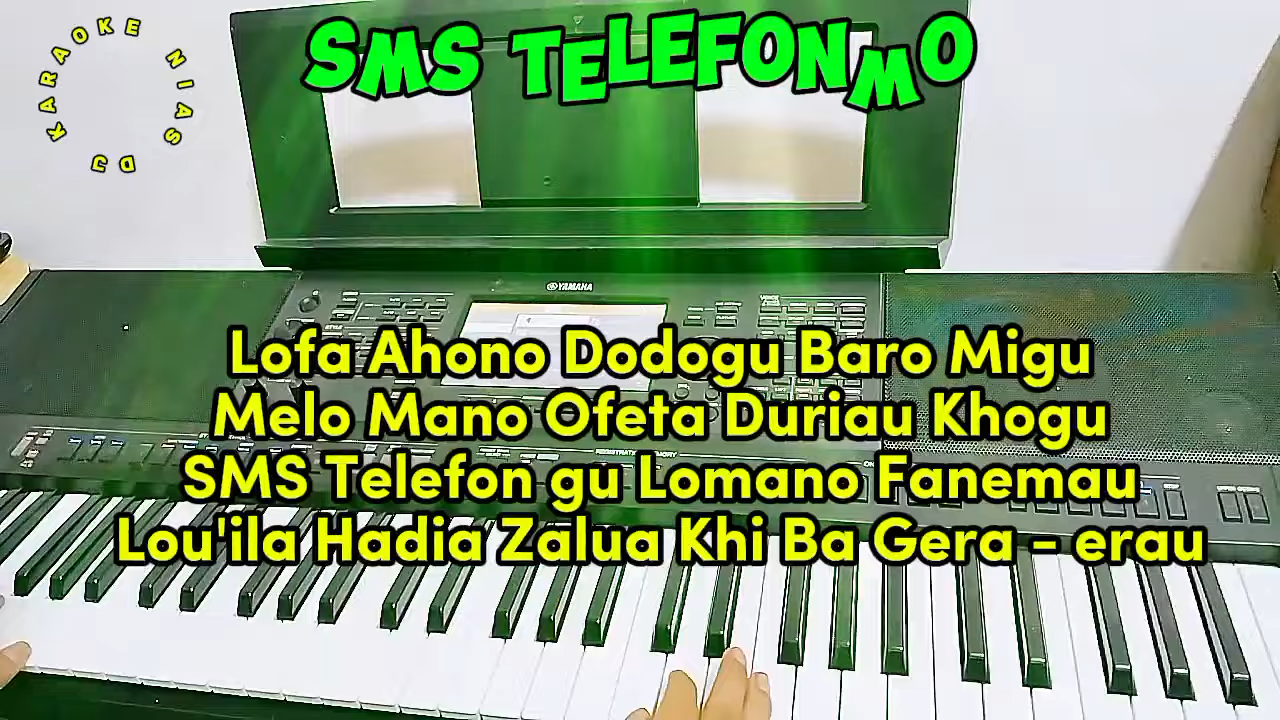 SMS TELEFONMO
KARAOKE NIAS DJ
YAMAHA
Lofa Ahono Dodogu Baro Migu
Melo Mano Ofeta Duriau Khogu
SMS Telefon gu Lomano Fanemau
Lou'ila Hadia Zalua Khi Ba Gera - erau